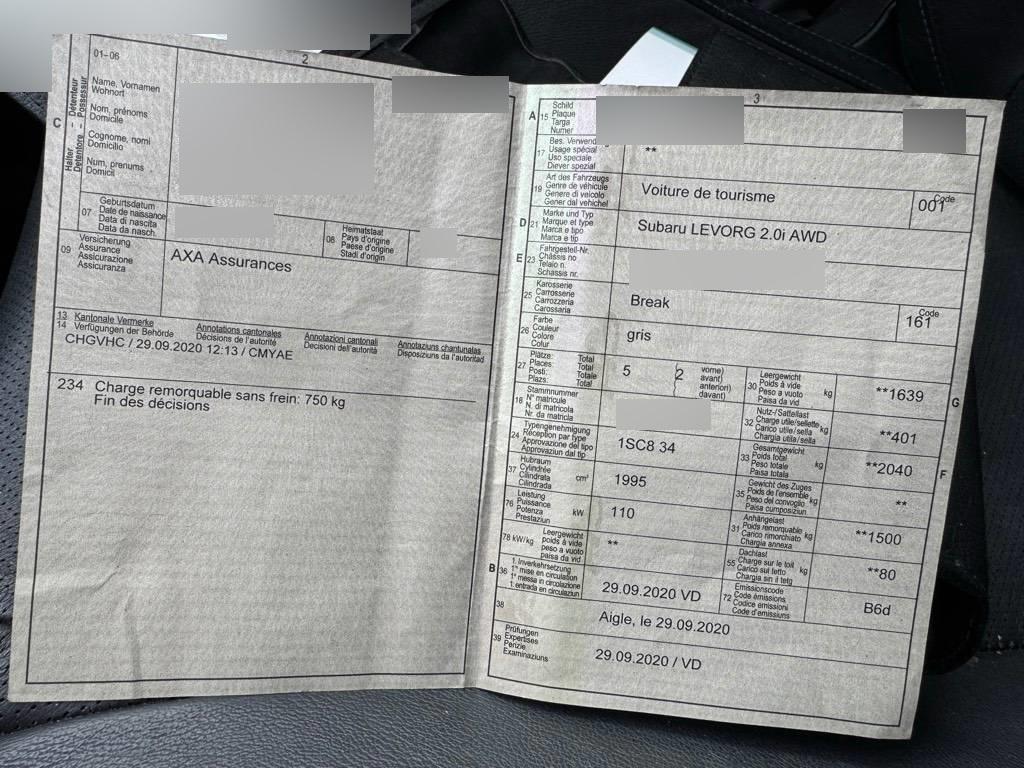 01–06
2
Halter – Détenteur
Detentore – Possessur
C
Name, Vornamen
Wohnort
Nom, prénoms
Domicile
Cognome, nomi
Domicilio
Num, prenums
Domicil
07
Geburtsdatum
Date de naissance
Data di nascita
Data da nasch.
08
Heimatstaat
Pays d'origine
Paese d'origine
Stadi d'origin
09
Versicherung
Assurance
Assicurazione
Assicuranza
AXA Assurances
13 Kantonale Vermerke
14 Verfügungen der Behörde
Annotations cantonales
Décisions de l'autorité
Annotazioni cantonali
Decisioni dell'autorità
Annotaziuns chantunalas
Disposiziuns da l'autoritad
CHGVHC / 29.09.2020 12:13 / CMYAE
234 Charge remorquable sans frein: 750 kg
Fin des décisions
3
A 15
Schild
Plaque
Targa
Numer
17
Bes. Verwend
Usage spécial
Uso speciale
Diever spezial
**
19
Art des Fahrzeugs
Genre de véhicule
Genere di veicolo
Gener dal vehichel
Voiture de tourisme
Code
001
D 21
Marke und Typ
Marque et type
Marca e tipo
Marca e tip
Subaru LEVORG 2.0i AWD
E 23
Fahrgestell-Nr.
Châssis no
Telaio n.
Schassis nr.
25
Karosserie
Carrosserie
Carrozzeria
Carossaria
Break
Code
161
26
Farbe
Couleur
Colore
Colur
gris
27
Plätze: Total
Places: Total
Posti: Totale
Plazs: Total
5
2
vorne)
avant)
anteriori)
davant)
30
Leergewicht
Poids à vide
Peso a vuoto
Paisa da vid
kg
**1639
G
18
Stammnummer
N° matricule
N. di matricola
Nr. da matricla
32
Nutz-/Sattellast
Charge utile/sellette
Carico utile/sella
Chargia utila/sella
kg
**401
24
Typengenehmigung
Réception par type
Approvazione del tipo
Approvaziun dal tip
1SC8 34
33
Gesamtgewicht
Poids total
Peso totale
Paisa totala
kg
**2040
F
37
Hubraum
Cylindrée
Cilindrata
Cilindrada
cm³
1995
35
Gewicht des Zuges
Poids de l'ensemble
Peso del convoglio
Paisa cumposiziun
kg
**
76
Leistung
Puissance
Potenza
Prestaziun
kW
110
31
Anhängelast
Poids remorquable
Carico rimorchiato
Chargia annexa
kg
**1500
78 kW/kg
Leergewicht
poids à vide
peso a vuoto
paisa da vid
**
55
Dachlast
Charge sur le toit
Carico sul tetto
Chargia sin il tetg
kg
**80
B 36
1. Inverkehrsetzung
1re mise en circulation
1a messa in circolazione
1. entrada en circulaziun
29.09.2020 VD
72
Emissionscode
Code émissions
Codice emissioni
Code d'emissiuns
B6d
38
Aigle, le 29.09.2020
39
Prüfungen
Expertises
Perizie
Examinaziuns
29.09.2020 / VD